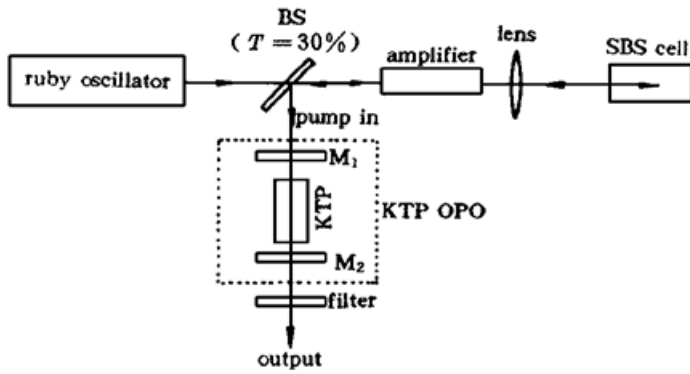 BS
( T = 30% )
lens
SBS cell
amplifier
ruby oscillator
pump in
M₁
KTP
KTP OPO
M₂
filter
output